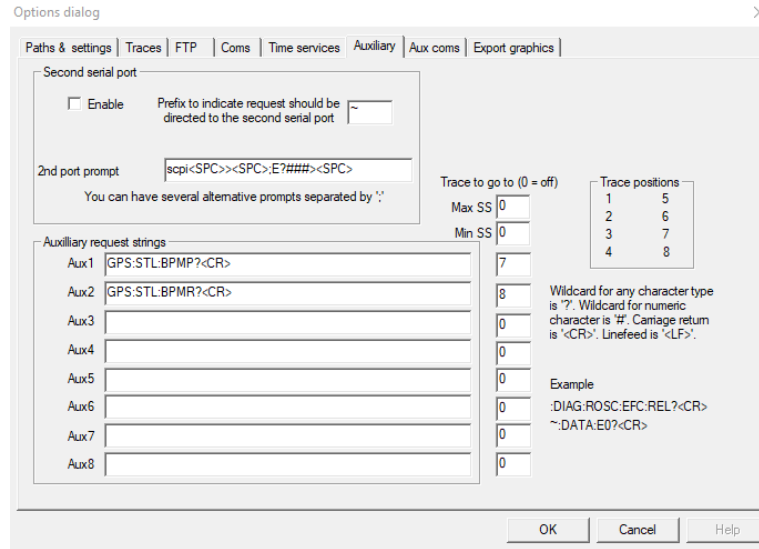 Options dialog
Paths & settings Traces FTP Coms Time services Auxiliary Aux coms Export graphics
Second serial port
Enable
Prefix to indicate request should be
directed to the second serial port
~
2nd port prompt
scpi<SPC>><SPC>;E?###><SPC>
You can have several alternative prompts separated by ';'
Trace to go to (0 = off)
Max SS 0
Min SS 0
Trace positions
1 5
2 6
3 7
4 8
Auxilliary request strings
Aux1 GPS:STL:BPMP?<CR> 7
Aux2 GPS:STL:BPMR?<CR> 8
Aux3 0
Aux4 0
Aux5 0
Aux6 0
Aux7 0
Aux8 0
Wildcard for any character type
is '?'. Wildcard for numeric
character is '#'. Carriage return
is '<CR>'. Linefeed is '<LF>'.
Example
:DIAG:ROSC:EFC:REL?<CR>
~:DATA:E0?<CR>
OK Cancel Help